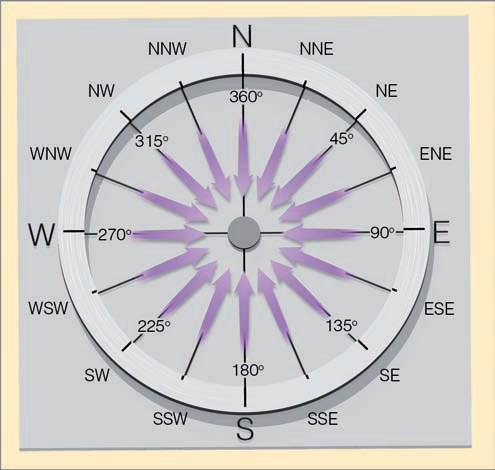 N
NNW
NNE
NW
NE
360°
315°
45°
WNW
ENE
W
270°
90°
E
WSW
ESE
225°
135°
180°
SW
SE
SSW
SSE
S